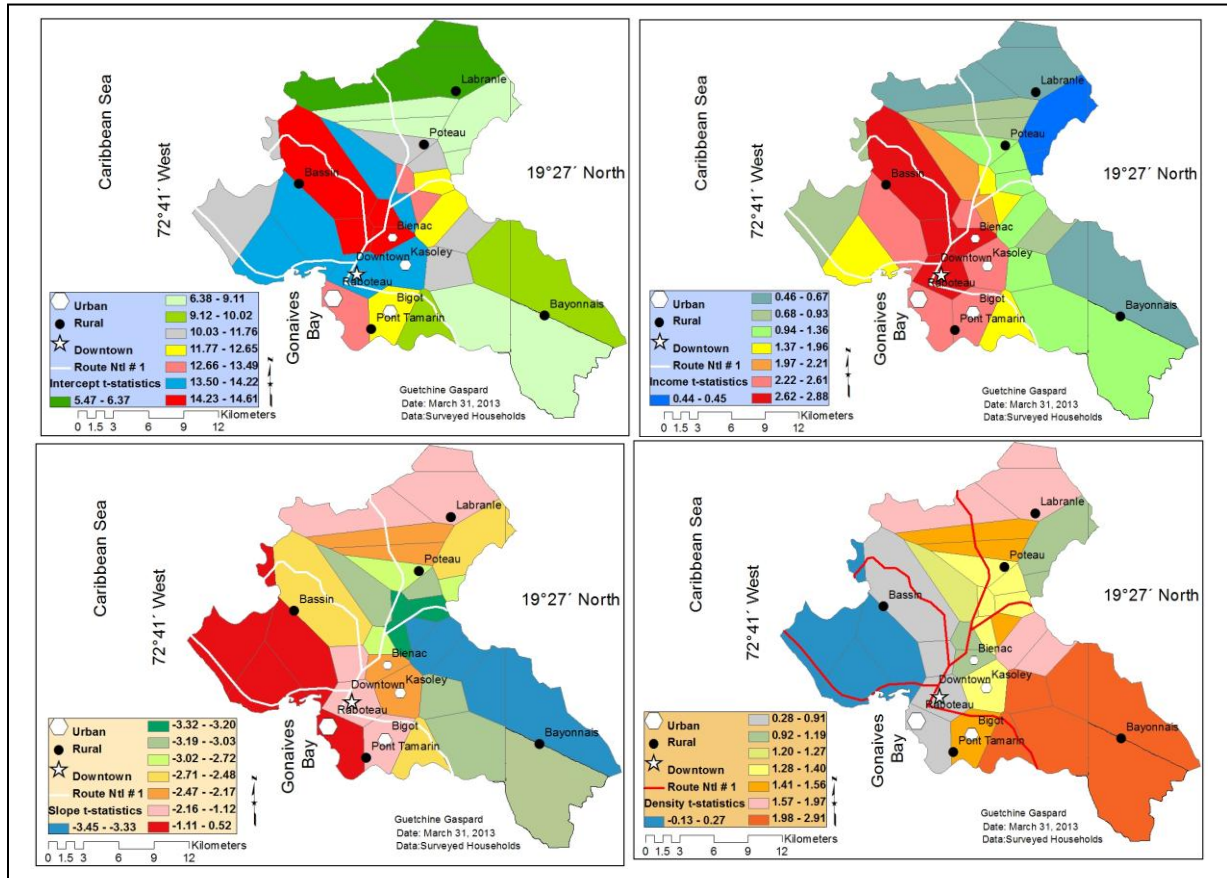 Caribbean Sea
72°41´ West
19°27´ North
Labranle
Poteau
Bassin
Bienac
Downtown
Kasoley
Raboteau
Bigot
Pont Tamarin
Bayonnais
Gonaives
Bay
Urban
Rural
Downtown
Route Ntl # 1
Intercept t-statistics
5.47 - 6.37
6.38 - 9.11
9.12 - 10.02
10.03 - 11.76
11.77 - 12.65
12.66 - 13.49
13.50 - 14.22
14.23 - 14.61
Kilometers
0 1.5 3 6 9 12
Guetchine Gaspard
Date: March 31, 2013
Data:Surveyed Households
Caribbean Sea
72°41´ West
19°27´ North
Labranle
Poteau
Bassin
Bienac
Downtown
Kasoley
Raboteau
Bigot
Pont Tamarin
Bayonnais
Gonaives
Bay
Urban
Rural
Downtown
Route Ntl # 1
Income t-statistics
0.44 - 0.45
0.46 - 0.67
0.68 - 0.93
0.94 - 1.36
1.37 - 1.96
1.97 - 2.21
2.22 - 2.61
2.62 - 2.88
Kilometers
0 1.5 3 6 9 12
Guetchine Gaspard
Date: March 31, 2013
Data:Surveyed Households
Caribbean Sea
72°41´ West
19°27´ North
Labranle
Poteau
Bassin
Bienac
Downtown
Kasoley
Raboteau
Bigot
Pont Tamarin
Bayonnais
Gonaives
Bay
Urban
Rural
Downtown
Route Ntl # 1
Slope t-statistics
-3.45 - -3.33
-3.32 - -3.20
-3.19 - -3.03
-3.02 - -2.72
-2.71 - -2.48
-2.47 - -2.17
-2.16 - -1.12
-1.11 - 0.52
Kilometers
0 1.5 3 6 9 12
Guetchine Gaspard
Date: March 31, 2013
Data:Surveyed Households
Caribbean Sea
72°41´ West
19°27´ North
Labranle
Poteau
Bassin
Bienac
Downtown
Kasoley
Raboteau
Bigot
Pont Tamarin
Bayonnais
Gonaives
Bay
Urban
Rural
Downtown
Route Ntl # 1
Density t-statistics
-0.13 - 0.27
0.28 - 0.91
0.92 - 1.19
1.20 - 1.27
1.28 - 1.40
1.41 - 1.56
1.57 - 1.97
1.98 - 2.91
Kilometers
0 1.5 3 6 9 12
Guetchine Gaspard
Date: March 31, 2013
Data:Surveyed Households